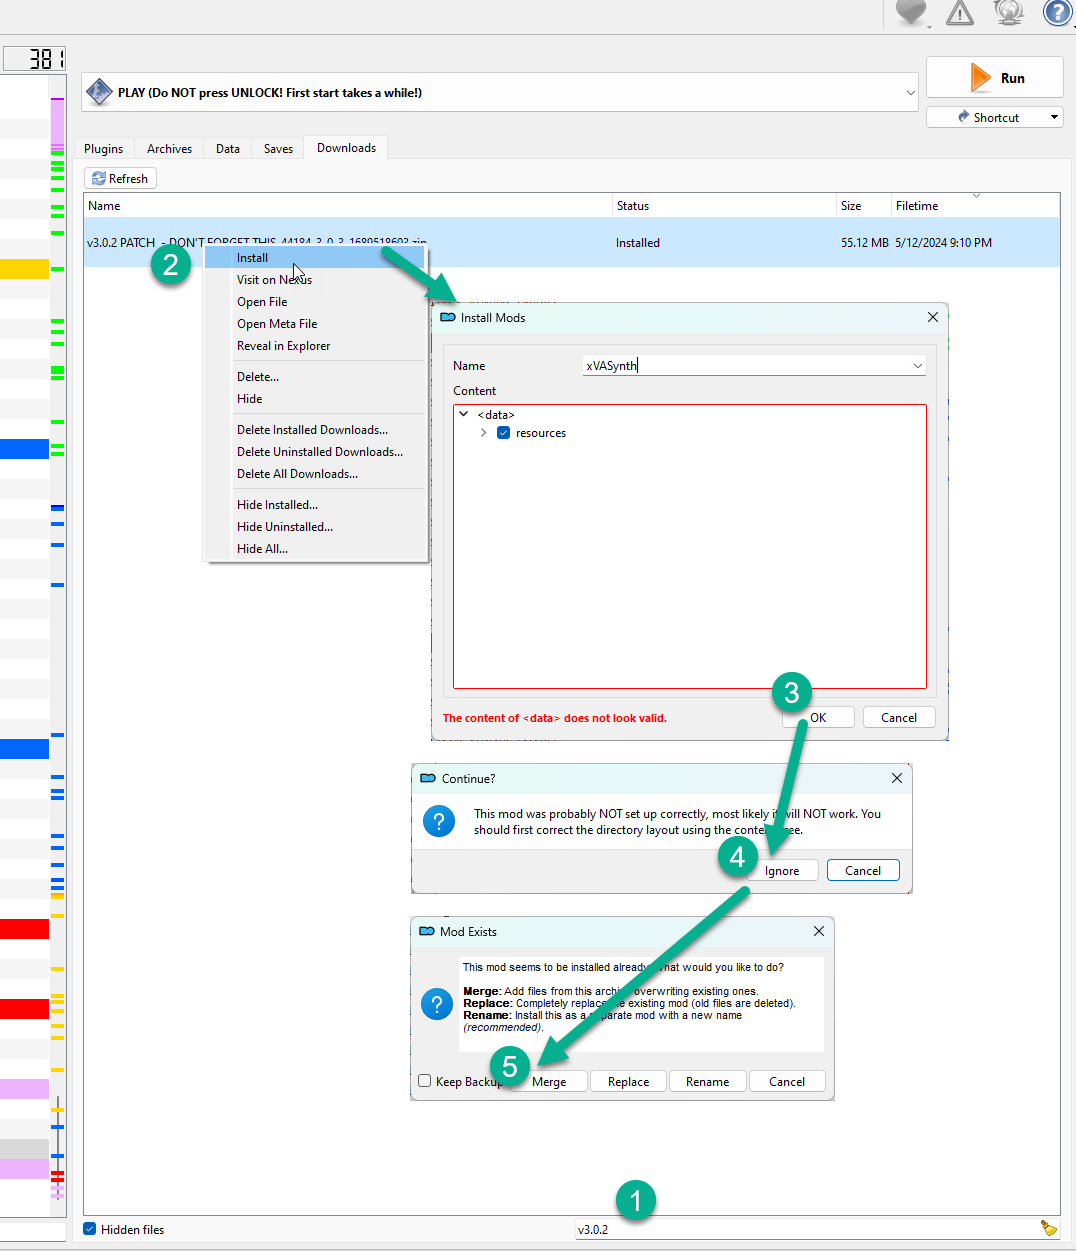 381
PLAY (Do NOT press UNLOCK! First start takes a while!)
Run
Shortcut
Plugins Archives Data Saves Downloads
Refresh
Name Status Size Filetime
v3.0.2 PATCH - DON'T FORGET THIS-44184-3-0-3-1689518603.zip Installed 55.12 MB 5/12/2024 9:10 PM
2
Install
Visit on Nexus
Open File
Open Meta File
Reveal in Explorer
Delete...
Hide
Delete Installed Downloads...
Delete Uninstalled Downloads...
Delete All Downloads...
Hide Installed...
Hide Uninstalled...
Hide All...
Install Mods
Name xVASynth
Content
<data>
resources
3
The content of <data> does not look valid.
OK Cancel
Continue?
This mod was probably NOT set up correctly, most likely it will NOT work. You
should first correct the directory layout using the content tree.
4
Ignore Cancel
Mod Exists
This mod seems to be installed already. What would you like to do?
Merge: Add files from this archive overwriting existing ones.
Replace: Completely replace the existing mod (old files are deleted).
Rename: Install this as a separate mod with a new name
(recommended).
5
Keep Backup Merge Replace Rename Cancel
1
Hidden files v3.0.2